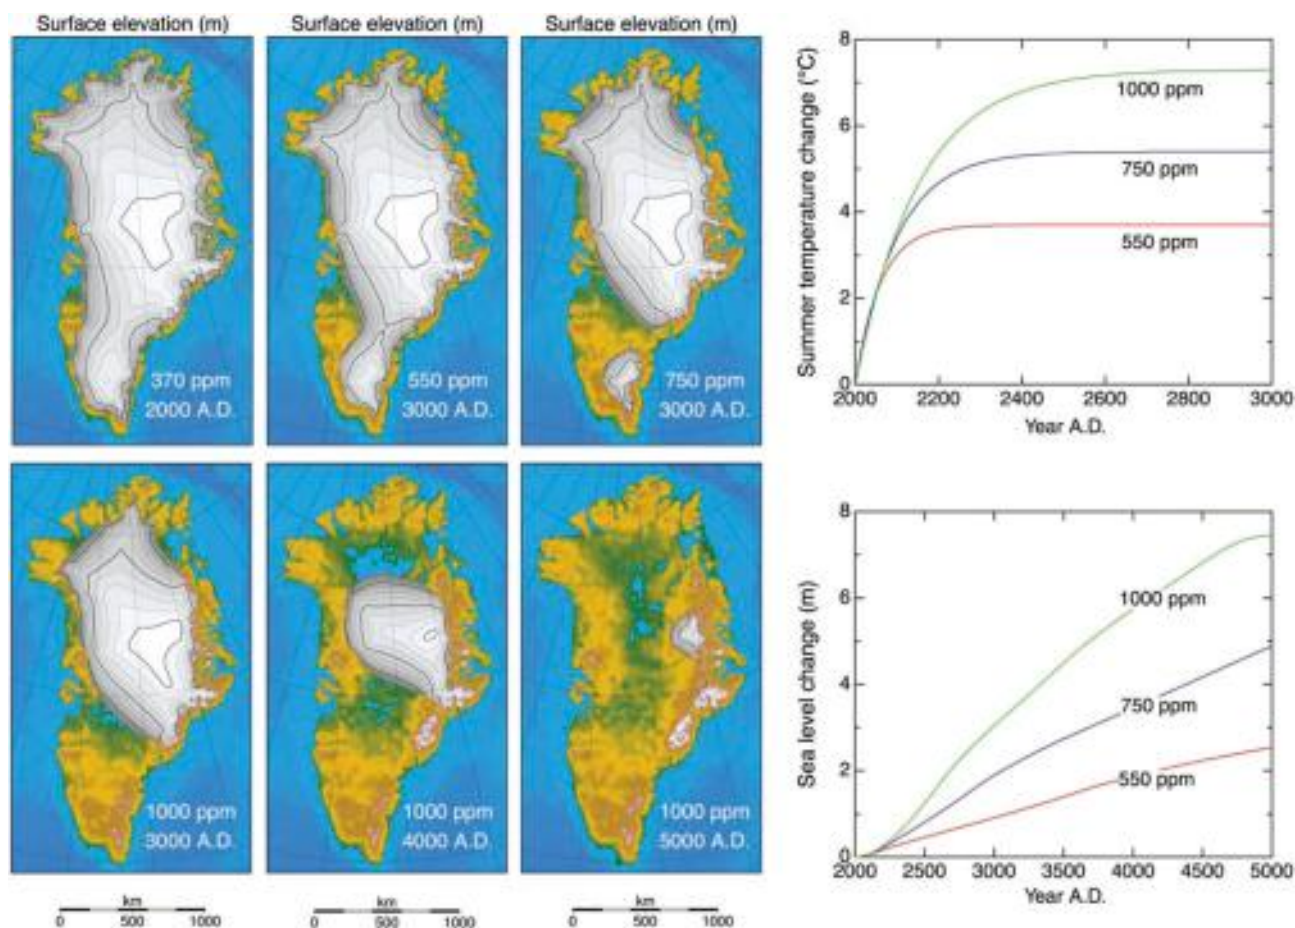 Surface elevation (m)
Surface elevation (m)
Surface elevation (m)
370 ppm
2000 A.D.
550 ppm
3000 A.D.
750 ppm
3000 A.D.
1000 ppm
3000 A.D.
1000 ppm
4000 A.D.
1000 ppm
5000 A.D.
km
0 500 1000
km
0 500 1000
km
0 500 1000
Summer temperature change (°C)
8
6
4
2
0
1000 ppm
750 ppm
550 ppm
2000 2200 2400 2600 2800 3000
Year A.D.
Sea level change (m)
8
6
4
2
0
1000 ppm
750 ppm
550 ppm
2000 2500 3000 3500 4000 4500 5000
Year A.D.